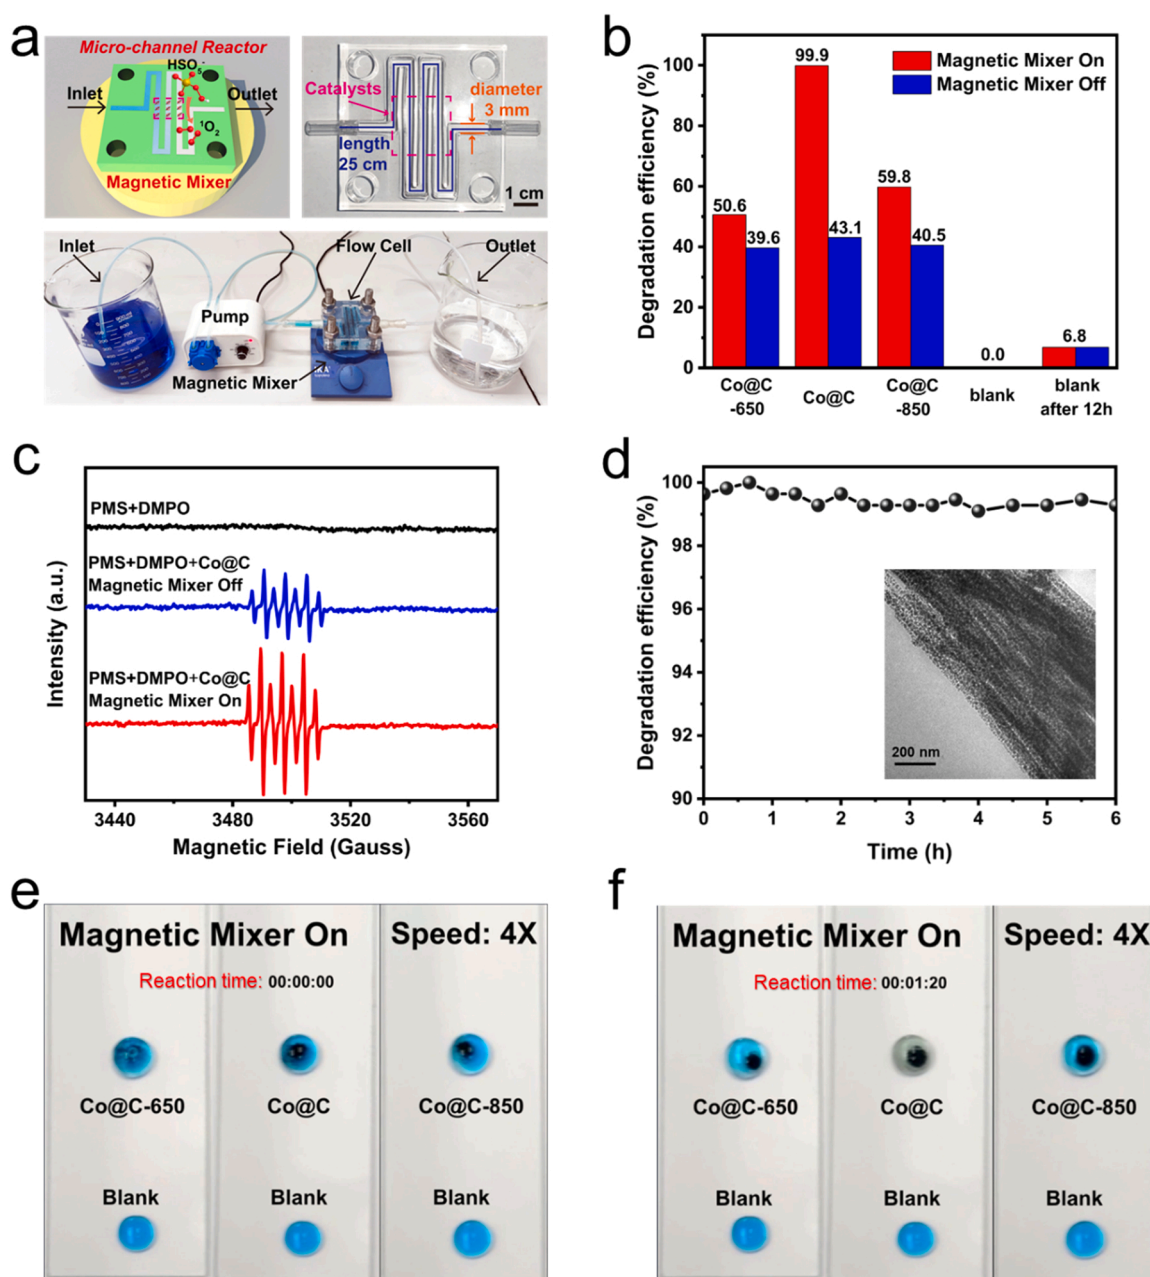 a
Micro-channel Reactor
HSO5-
Inlet
Outlet
1O2
Magnetic Mixer
Catalysts
diameter
3 mm
length
25 cm
1 cm
Inlet
Flow Cell
Outlet
Pump
Magnetic Mixer
b
Degradation efficiency (%)
100
80
60
40
20
0
Magnetic Mixer On
Magnetic Mixer Off
50.6
39.6
99.9
43.1
59.8
40.5
0.0
6.8
Co@C
-650
Co@C
Co@C
-850
blank
blank
after 12h
c
Intensity (a.u.)
PMS+DMPO
PMS+DMPO+Co@C
Magnetic Mixer Off
PMS+DMPO+Co@C
Magnetic Mixer On
3440
3480
3520
3560
Magnetic Field (Gauss)
d
Degradation efficiency (%)
100
98
96
94
92
90
200 nm
0
1
2
3
4
5
6
Time (h)
e
Magnetic Mixer On
Speed: 4X
Reaction time: 00:00:00
Co@C-650
Co@C
Co@C-850
Blank
Blank
Blank
f
Magnetic Mixer On
Speed: 4X
Reaction time: 00:01:20
Co@C-650
Co@C
Co@C-850
Blank
Blank
Blank